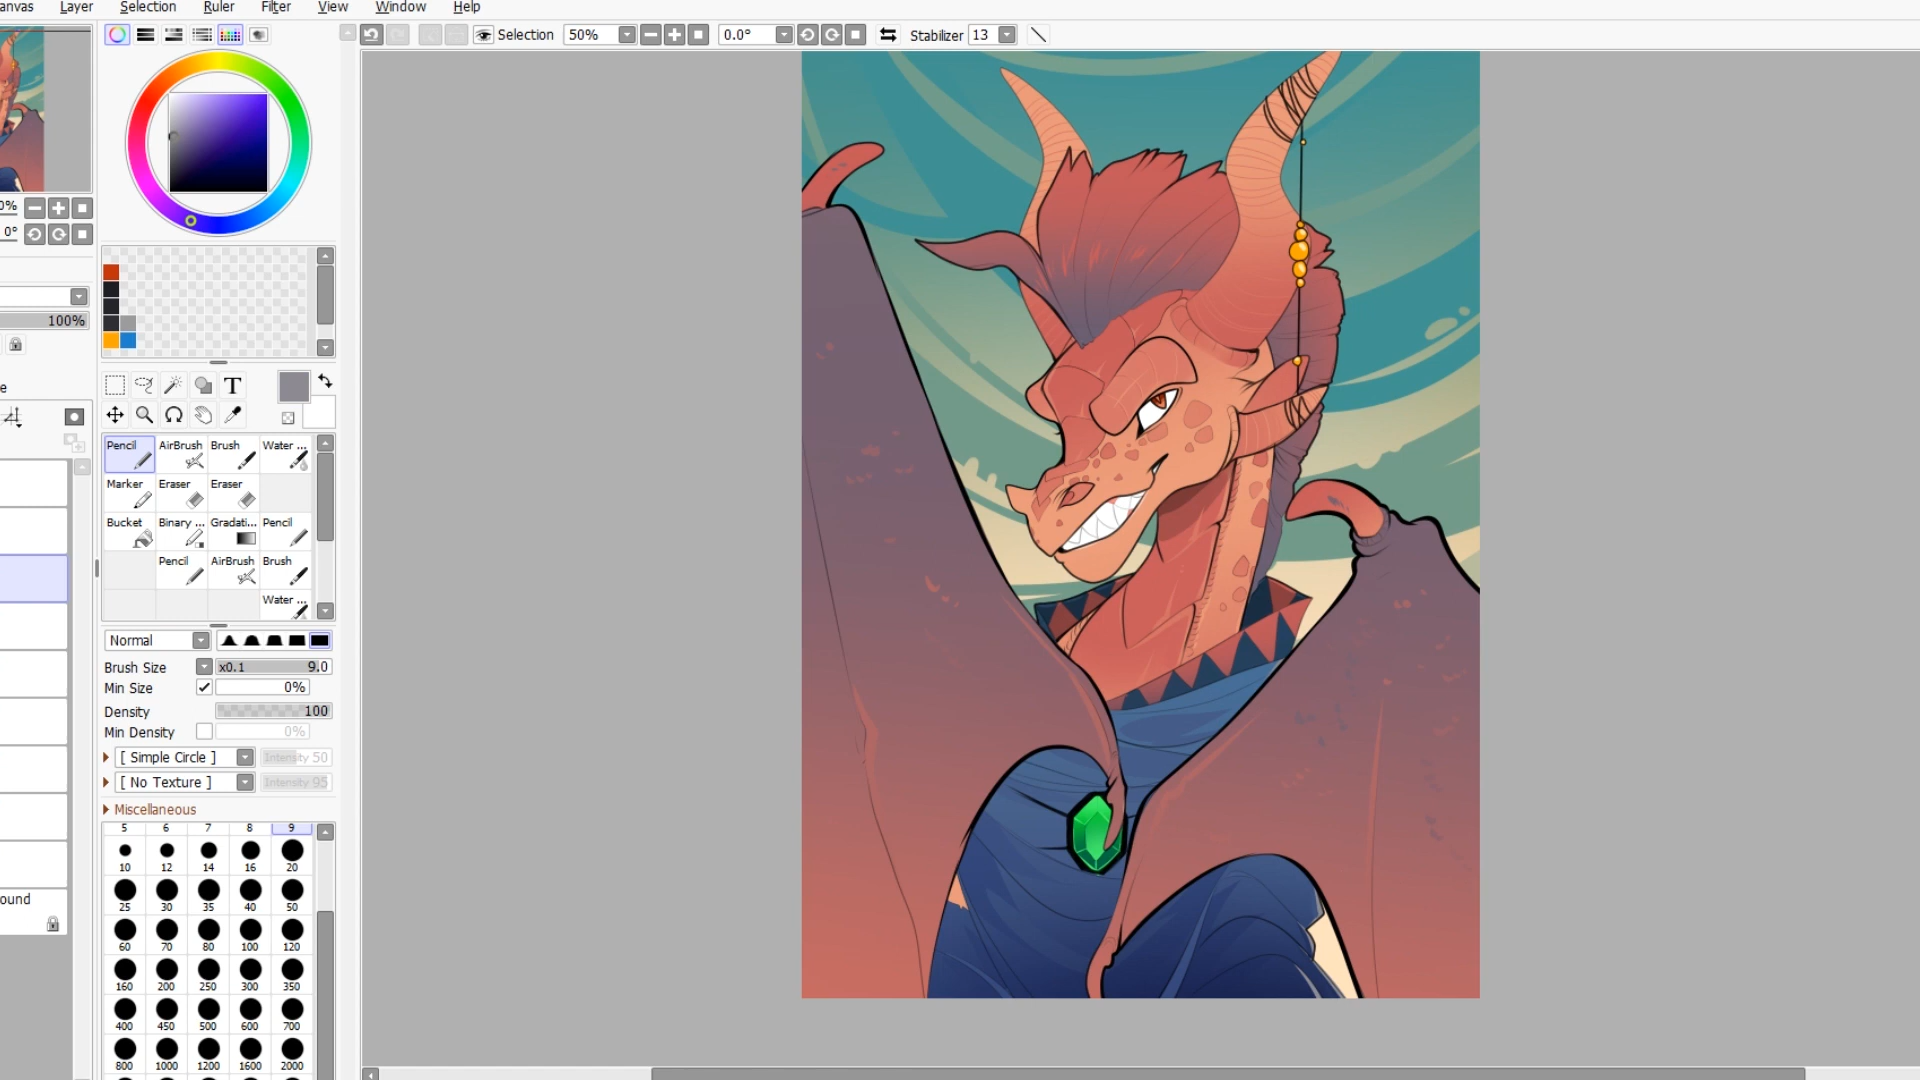 anvas Layer Selection Ruler Filter View Window Help
Selection 50% 0.0° Stabilizer 13
0%
0°
100%
e
T
Pencil AirBrush Brush Water ...
Marker Eraser Eraser
Bucket Binary ... Gradati... Pencil
Pencil AirBrush Brush
Water ...
Normal
Brush Size x0.1 9.0
Min Size 0%
Density 100
Min Density 0%
[ Simple Circle ] Intensity 50
[ No Texture ] Intensity 95
Miscellaneous
5 6 7 8 9
10 12 14 16 20
25 30 35 40 50
ound
60 70 80 100 120
160 200 250 300 350
400 450 500 600 700
800 1000 1200 1600 2000